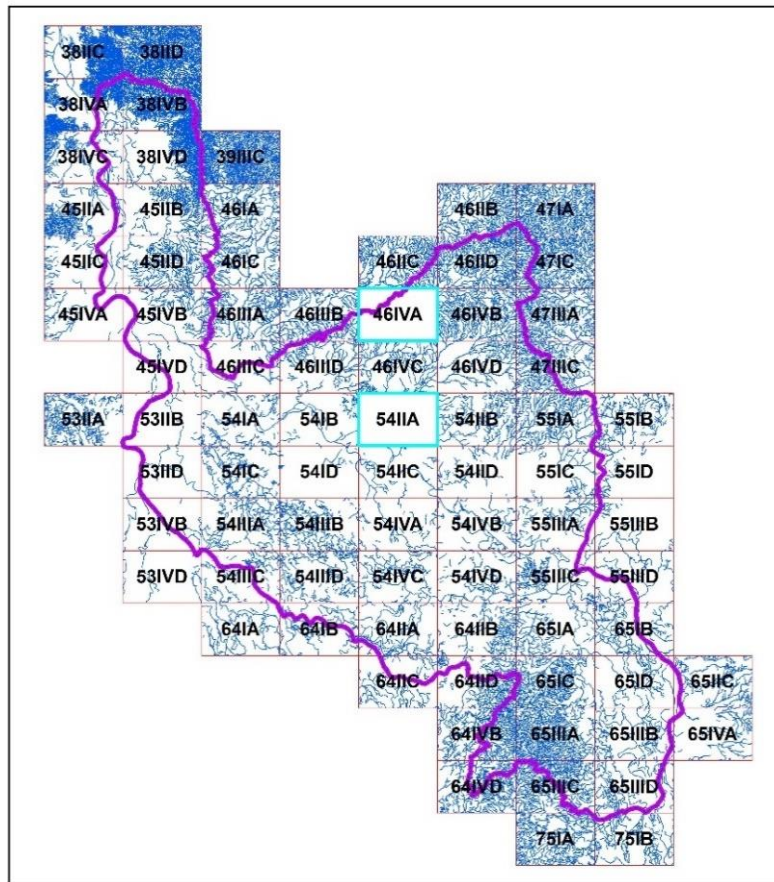 38IIC 38IID
38IVA 38IVB
38IVC 38IVD 39IIIC
45IIA 45IIB 46IA 46IIB 47IA
45IIC 45IID 46IC 46IIC 46IID 47IC
45IVA 45IVB 46IIIA 46IIIB 46IVA 46IVB 47IIIA
45IVD 46IIIC 46IIID 46IVC 46IVD 47IIIC
53IIA 53IIB 54IA 54IB 54IIA 54IIB 55IA 55IB
53IID 54IC 54ID 54IIC 54IID 55IC 55ID
53IVB 54IIIA 54IIIB 54IVA 54IVB 55IIIA 55IIIB
53IVD 54IIIC 54IIID 54IVC 54IVD 55IIIC 55IIID
64IA 64IB 64IIA 64IIB 65IA 65IB
64IIC 64IID 65IC 65ID 65IIC
64IVB 65IIIA 65IIIB 65IVA
64IVD 65IIIC 65IIID
75IA 75IB